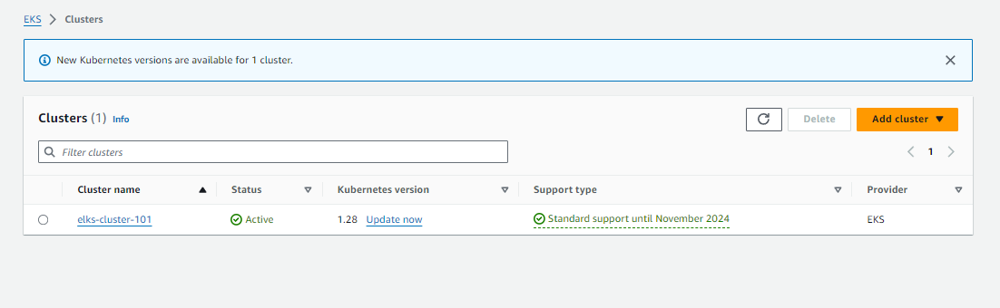 EKS > Clusters
New Kubernetes versions are available for 1 cluster.
Clusters (1) Info
Delete Add cluster
Filter clusters
1
Cluster name Status Kubernetes version Support type Provider
elks-cluster-101 Active 1.28 Update now Standard support until November 2024 EKS